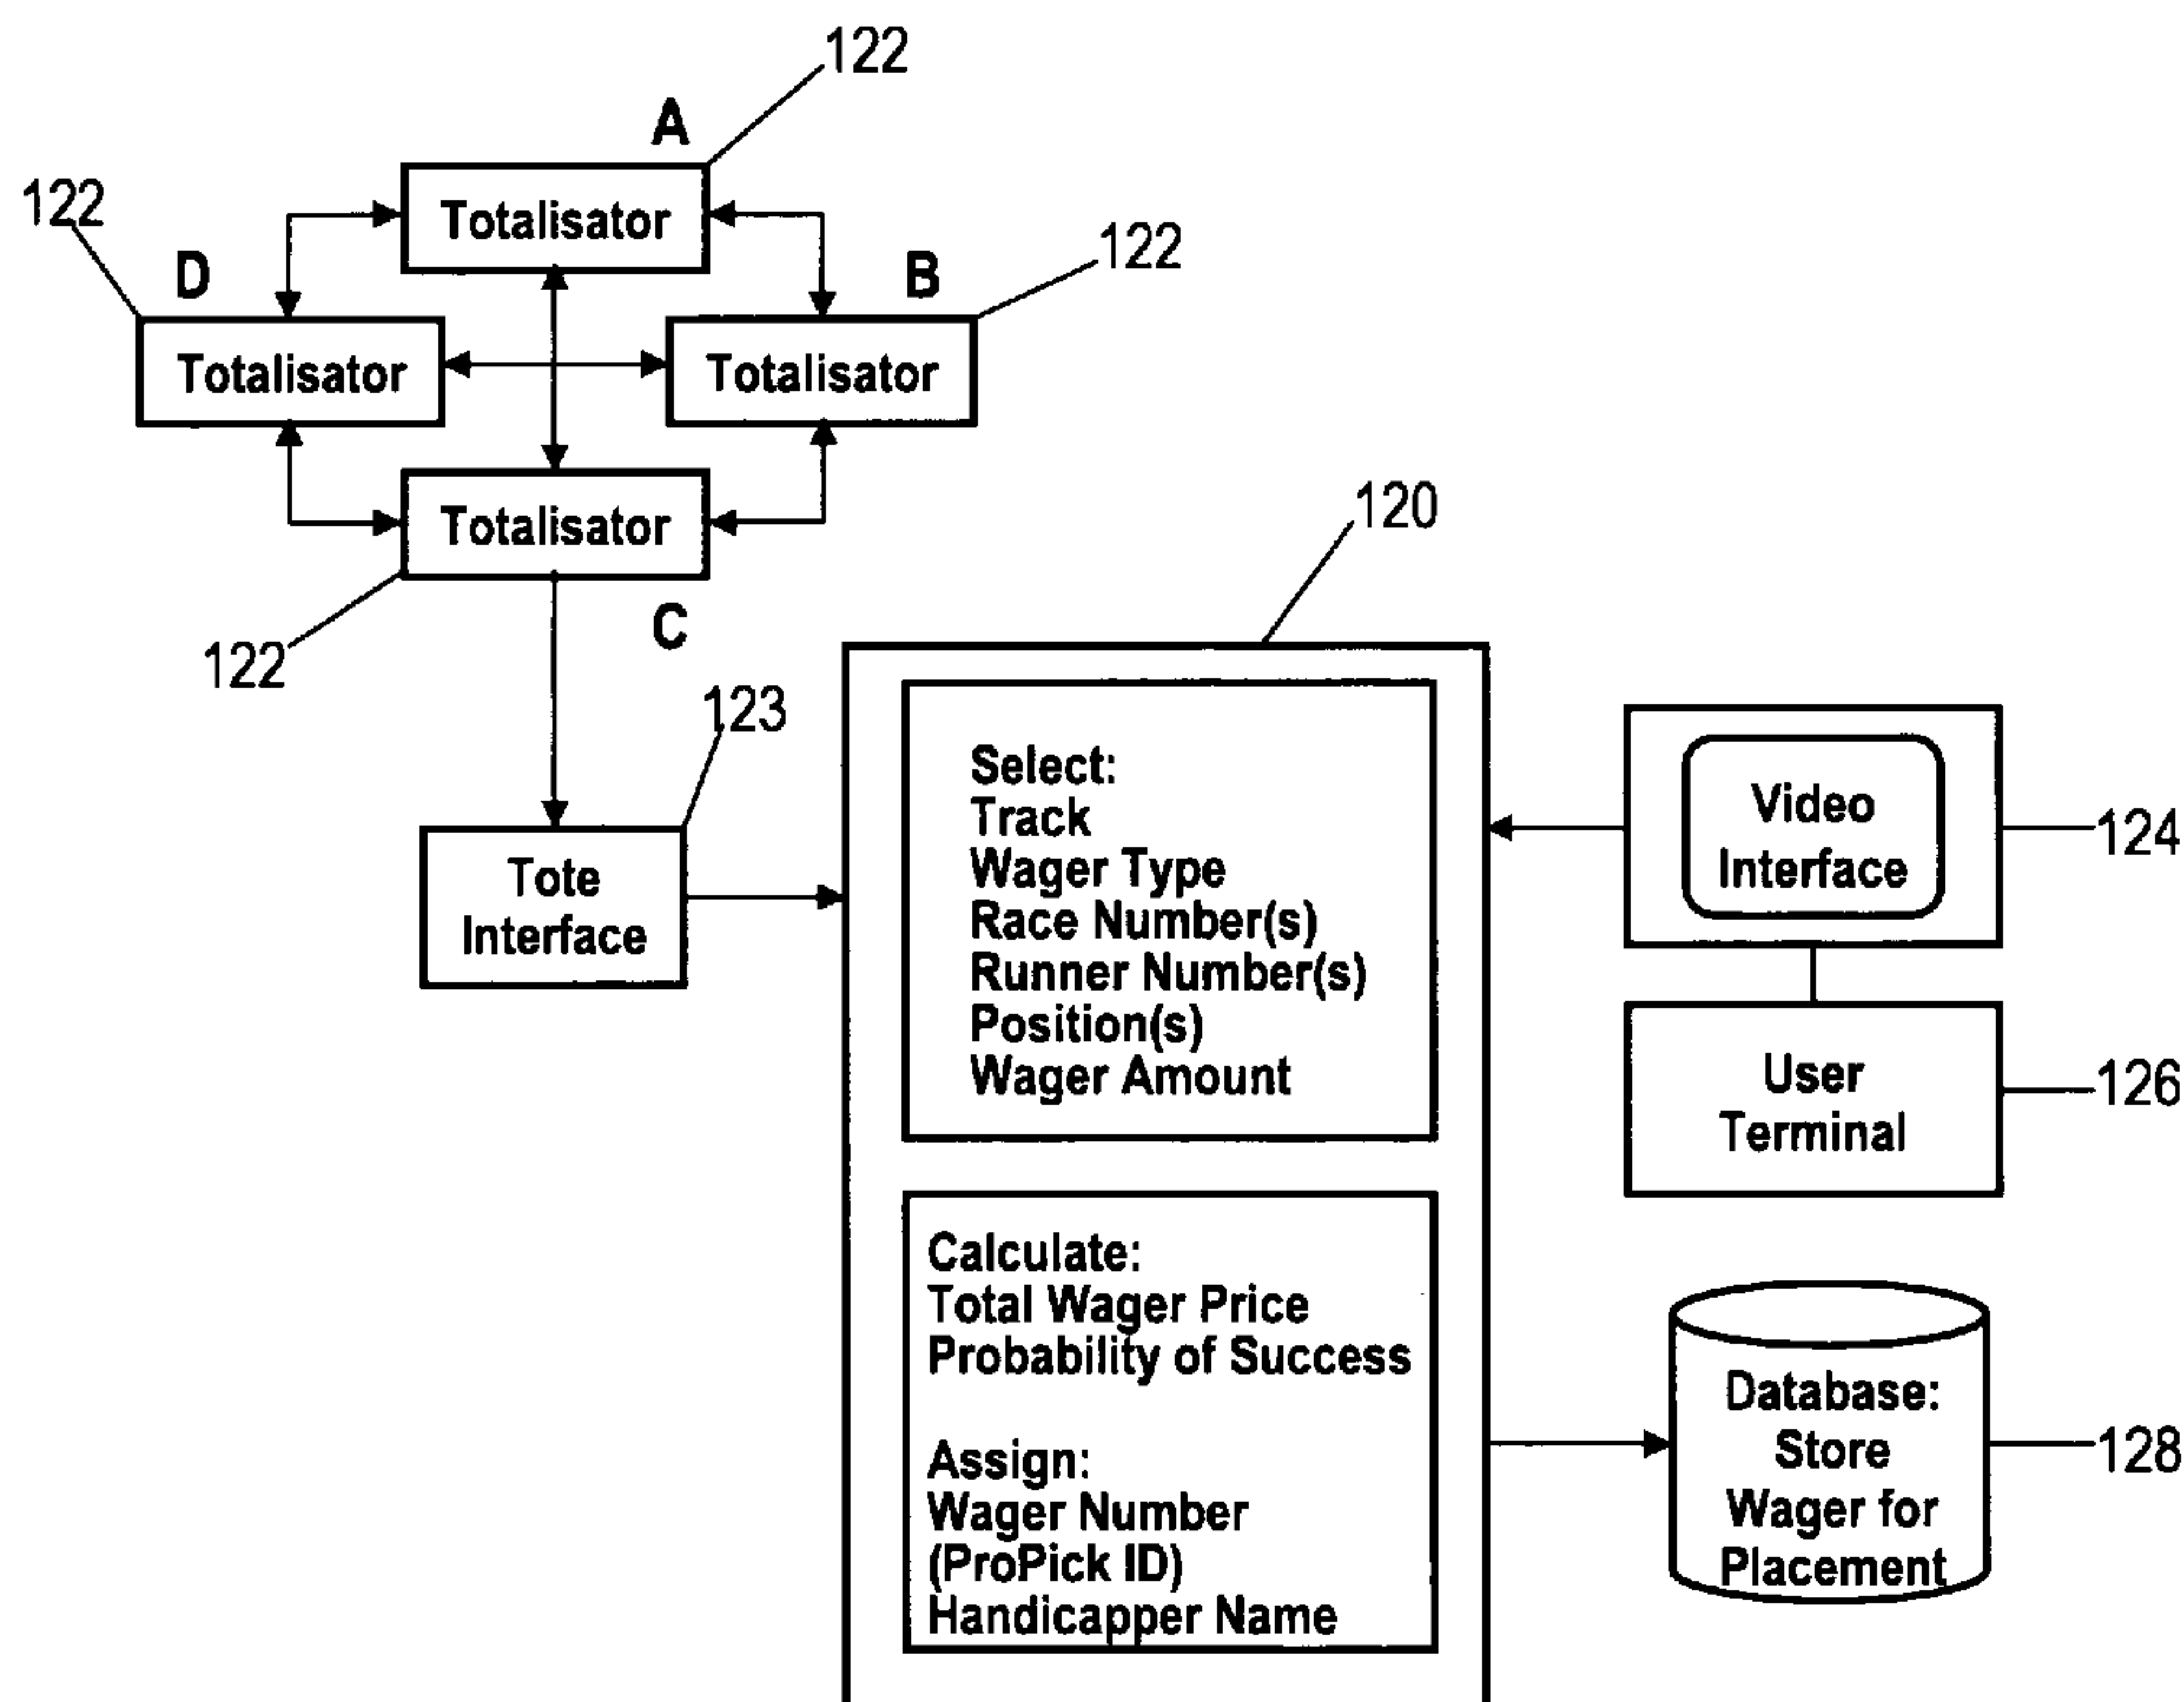 122
A
122
Totalisator
122
D
B
Totalisator
Totalisator
Totalisator
120
122
C
123
Select:
Track
Wager Type
Race Number(s)
Runner Number(s)
Position(s)
Wager Amount
Video
Interface
124
Tote
Interface
User
Terminal
126
Calculate:
Total Wager Price
Probability of Success
Assign:
Wager Number
(ProPick ID)
Handicapper Name
Database:
Store
Wager for
Placement
128